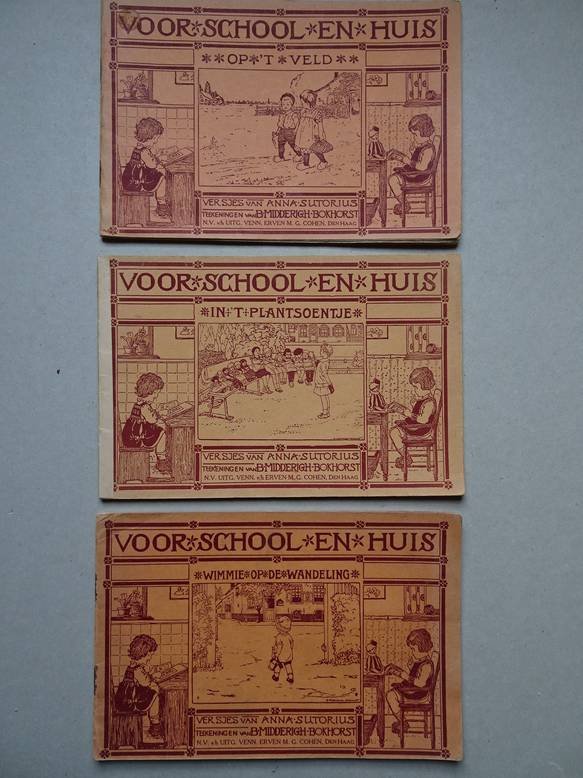 VOOR✻SCHOOL✻EN✻HUIS
✻✻OP✻'T✻VELD✻✻
VERSJES VAN ANNA·SUTORIUS
TEEKENINGEN VAN B·MIDDERIGH·BOKHORST
N.V. v/h UITG. VENN. ERVEN M. G. COHEN, DEN HAAG
VOOR✻SCHOOL✻EN✻HUIS
✻IN✻'T✻PLANTSOENTJE✻
VERSJES VAN ANNA·SUTORIUS
TEEKENINGEN VAN B·MIDDERIGH·BOKHORST
N.V. UITG. VENN. v/h ERVEN M. G. COHEN, DEN HAAG
VOOR✻SCHOOL✻EN✻HUIS
✻WIMMIE✻OP✻DE✻WANDELING✻
VERSJES VAN ANNA·SUTORIUS
TEEKENINGEN VAN B·MIDDERIGH·BOKHORST
N.V. v/h UITG. VENN. ERVEN M. G. COHEN, DEN HAAG